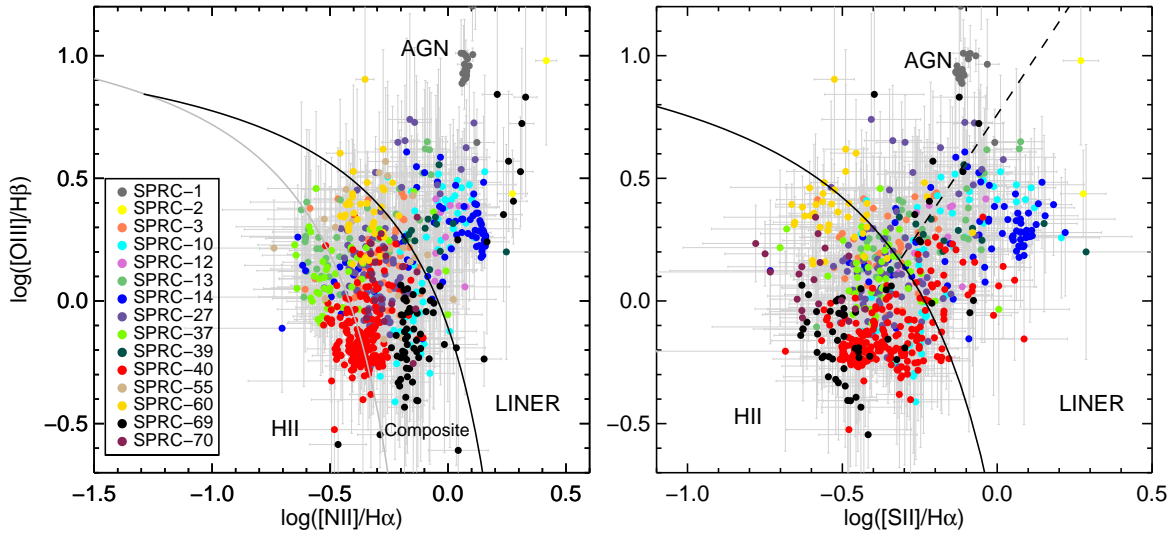 AGN
log([OIII]/Hβ)
1.0
0.5
0.0
−0.5
SPRC−1
SPRC−2
SPRC−3
SPRC−10
SPRC−12
SPRC−13
SPRC−14
SPRC−27
SPRC−37
SPRC−39
SPRC−40
SPRC−55
SPRC−60
SPRC−69
SPRC−70
HII
Composite
LINER
−1.5
−1.0
−0.5
0.0
0.5
log([NII]/Hα)
AGN
log([OIII]/Hβ)
1.0
0.5
0.0
−0.5
HII
LINER
−1.0
−0.5
0.0
0.5
log([SII]/Hα)